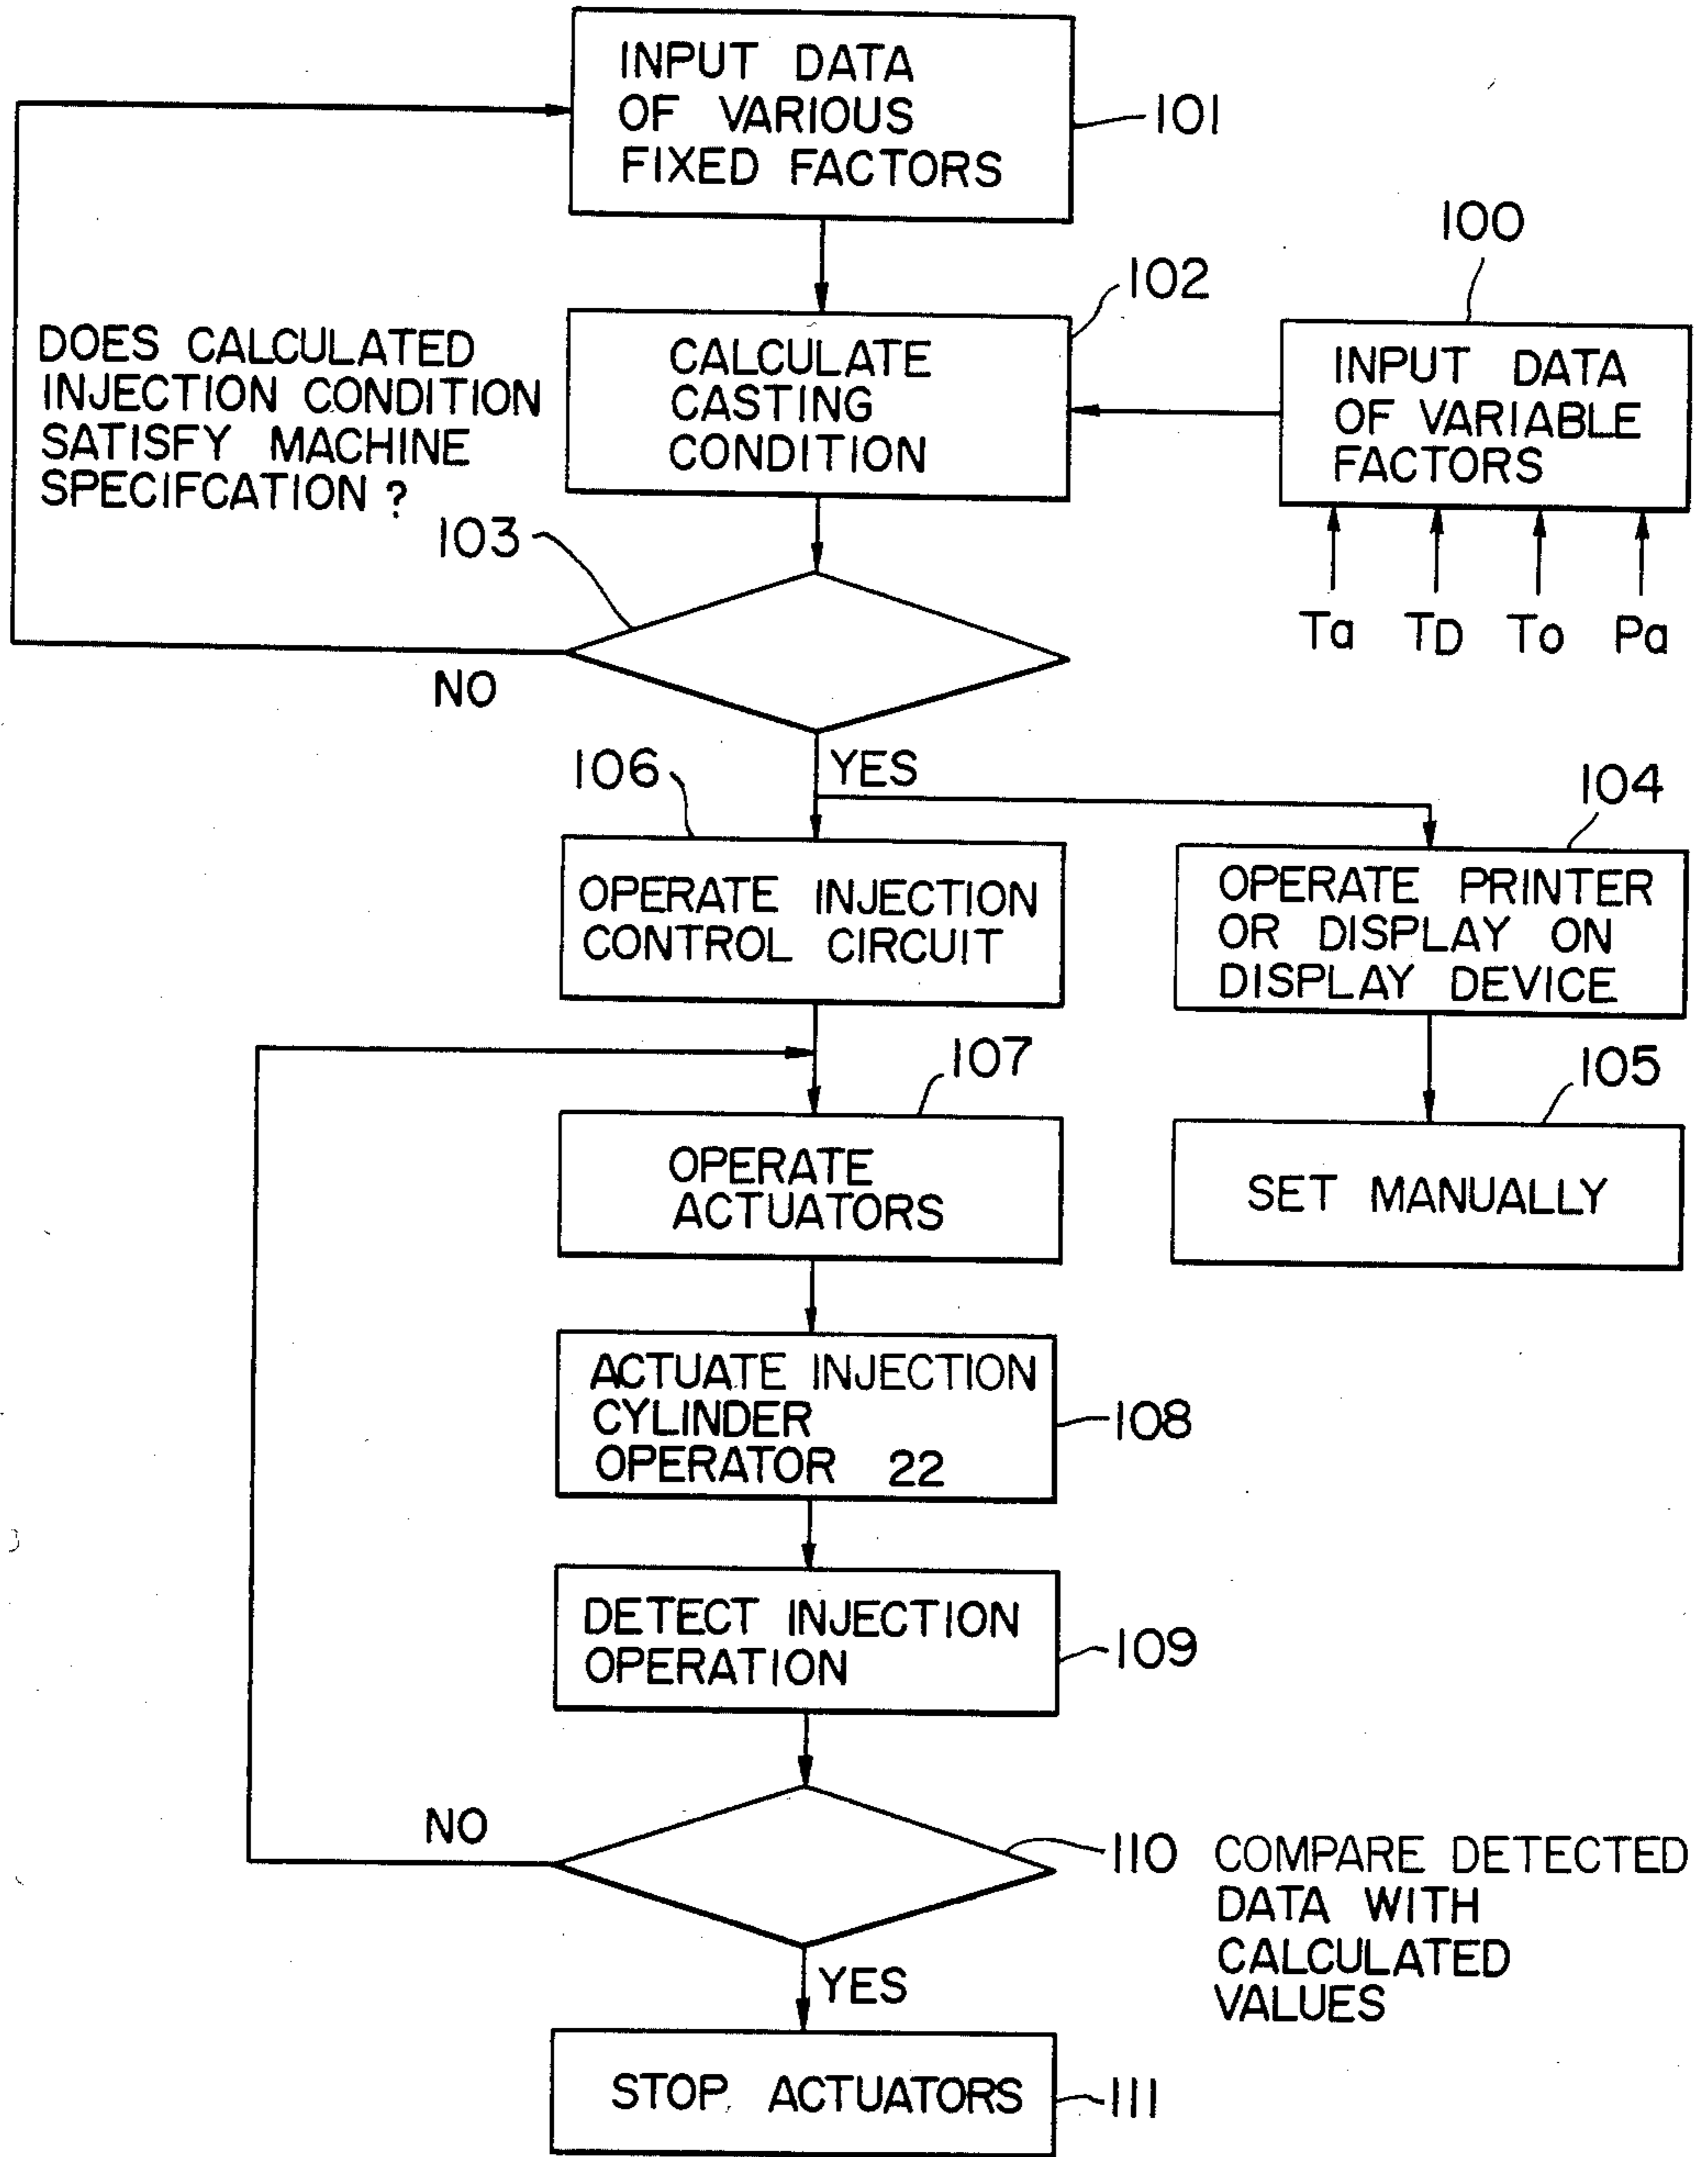 INPUT DATA
OF VARIOUS
FIXED FACTORS
101
100
102
DOES CALCULATED
INJECTION CONDITION
SATISFY MACHINE
SPECIFCATION ?
CALCULATE
CASTING
CONDITION
INPUT DATA
OF VARIABLE
FACTORS
103
Ta TD To Pa
NO
YES
106
104
OPERATE INJECTION
CONTROL CIRCUIT
OPERATE PRINTER
OR DISPLAY ON
DISPLAY DEVICE
107
105
OPERATE
ACTUATORS
SET MANUALLY
ACTUATE INJECTION
CYLINDER
OPERATOR 22
108
DETECT INJECTION
OPERATION
109
NO
110 COMPARE DETECTED
DATA WITH
CALCULATED
VALUES
YES
STOP ACTUATORS
111